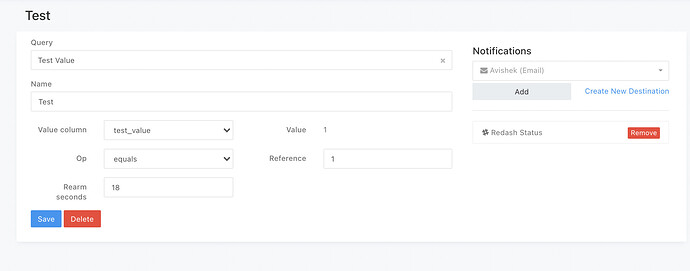 Test
Query
Test Value
Name
Test
Value column test_value Value 1
Op equals Reference 1
Rearm seconds 18
Save Delete
Notifications
Avishek (Email)
Add Create New Destination
Redash Status Remove